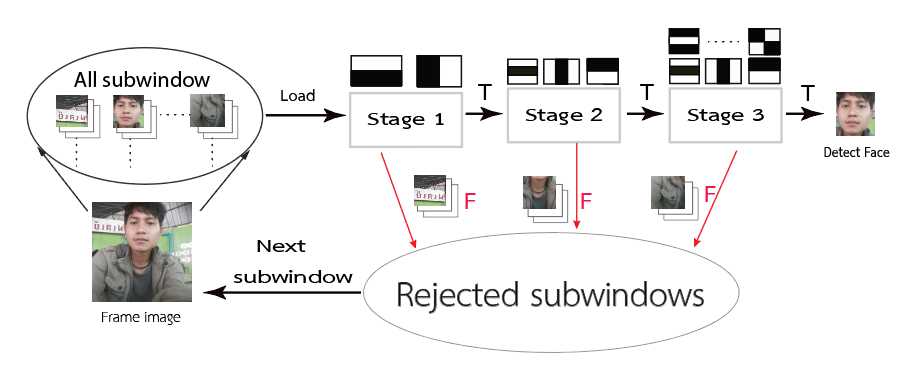 All subwindow
Load
Stage 1
T
Stage 2
T
Stage 3
T
Detect Face
F
F
F
Next
subwindow
Rejected subwindows
Frame image